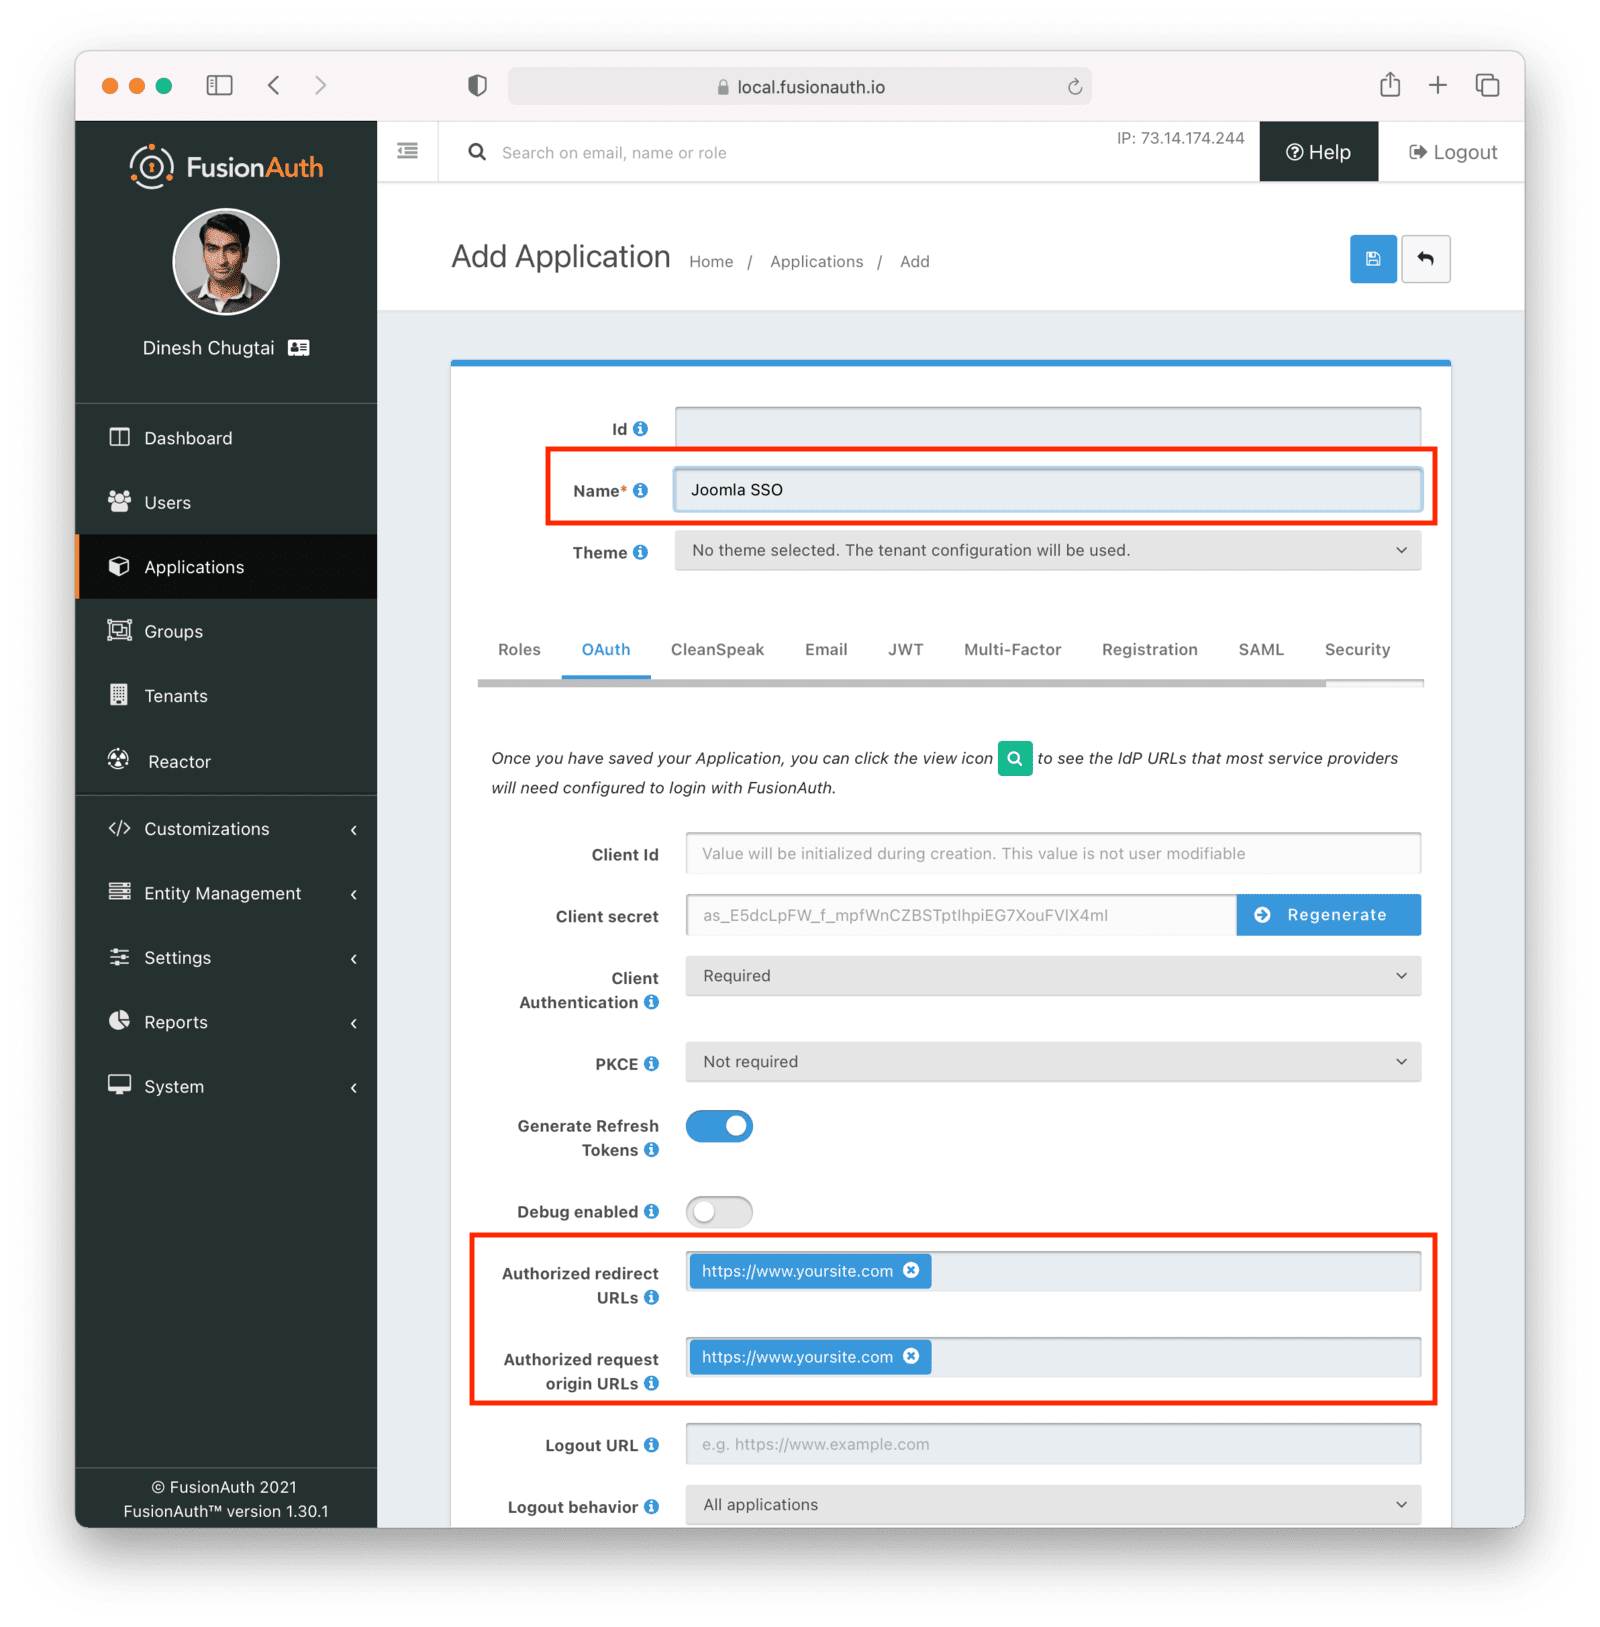 local.fusionauth.io
FusionAuth
Search on email, name or role
IP: 73.14.174.244
Help
Logout
Dinesh Chugtai
Add Application
Home / Applications / Add
Dashboard
Users
Applications
Groups
Tenants
Reactor
Customizations
Entity Management
Settings
Reports
System
© FusionAuth 2021
FusionAuth™ version 1.30.1
Id
Name* Joomla SSO
Theme No theme selected. The tenant configuration will be used.
Roles OAuth CleanSpeak Email JWT Multi-Factor Registration SAML Security
Once you have saved your Application, you can click the view icon to see the IdP URLs that most service providers
will need configured to login with FusionAuth.
Client Id Value will be initialized during creation. This value is not user modifiable
Client secret Regenerate
Client
Authentication Required
PKCE Not required
Generate Refresh
Tokens
Debug enabled
Authorized redirect
URLs https://www.yoursite.com
Authorized request
origin URLs https://www.yoursite.com
Logout URL e.g. https://www.example.com
Logout behavior All applications